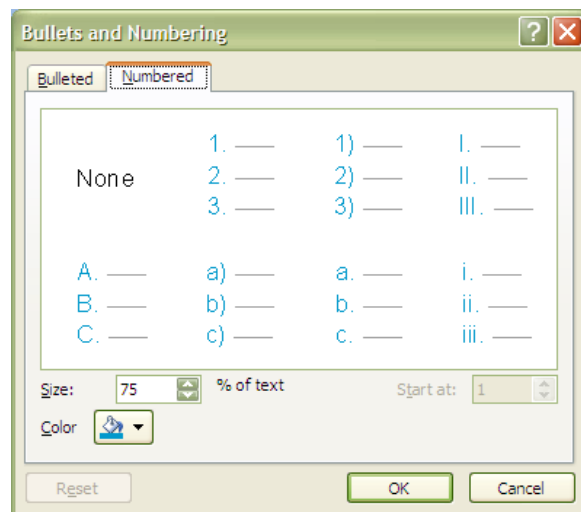 Bullets and Numbering
Bulleted Numbered
None
1.
2.
3.
1)
2)
3)
I.
II.
III.
A.
B.
C.
a)
b)
c)
a.
b.
c.
i.
ii.
iii.
Size: 75 % of text Start at: 1
Color
Reset OK Cancel